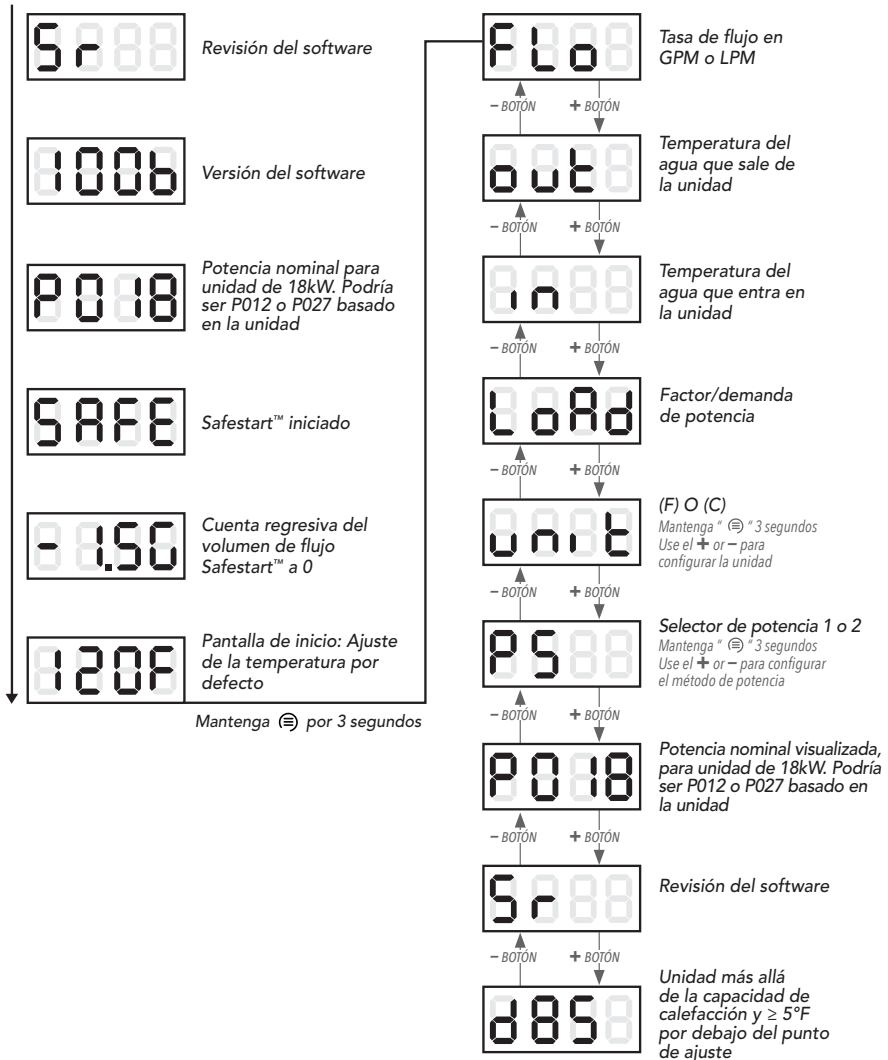 Sr
Revisión del software
100b
Versión del software
P018
Potencia nominal para
unidad de 18kW. Podría
ser P012 o P027 basado
en la unidad
SAFE
Safestart™ iniciado
- 1.5G
Cuenta regresiva del
volumen de flujo
Safestart™ a 0
120F
Pantalla de inicio: Ajuste
de la temperatura por
defecto
Mantenga por 3 segundos
FLo
Tasa de flujo en
GPM o LPM
– BOTÓN + BOTÓN
out
Temperatura del
agua que sale de
la unidad
– BOTÓN + BOTÓN
in
Temperatura del
agua que entra en
la unidad
– BOTÓN + BOTÓN
LoAd
Factor/demanda
de potencia
– BOTÓN + BOTÓN
unit
(F) O (C)
Mantenga " " 3 segundos
Use el + or – para
configurar la unidad
– BOTÓN + BOTÓN
PS
Selector de potencia 1 o 2
Mantenga " " 3 segundos
Use el + or – para configurar
el método de potencia
– BOTÓN + BOTÓN
P018
Potencia nominal visualizada,
para unidad de 18kW. Podría
ser P012 o P027 basado en
la unidad
– BOTÓN + BOTÓN
Sr
Revisión del software
– BOTÓN + BOTÓN
d85
Unidad más allá
de la capacidad de
calefacción y ≥ 5°F
por debajo del punto
de ajuste